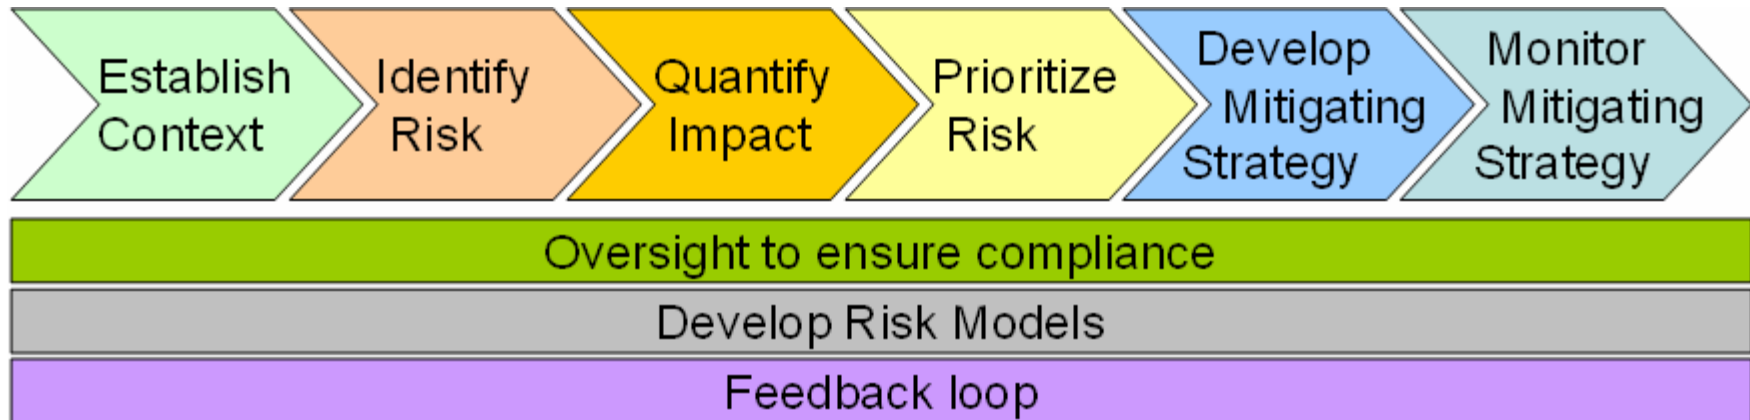 Establish
Context
Identify
Risk
Quantify
Impact
Prioritize
Risk
Develop
Mitigating
Strategy
Monitor
Mitigating
Strategy
Oversight to ensure compliance
Develop Risk Models
Feedback loop